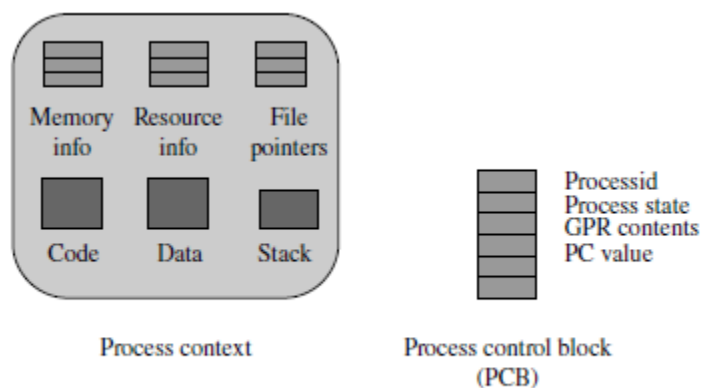 Memory info
Resource info
File pointers
Code
Data
Stack
Processid
Process state
GPR contents
PC value
Process context
Process control block
(PCB)